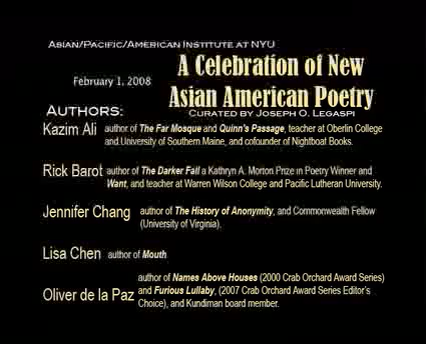 Asian/Pacific/American Institute at NYU
February 1, 2008
A Celebration of New
Asian American Poetry
Curated by Joseph O. Legaspi
Authors:
Kazim Ali author of The Far Mosque and Quinn's Passage, teacher at Oberlin College
and University of Southern Maine, and cofounder of Nightboat Books.
Rick Barot author of The Darker Fall a Kathryn A. Morton Prize in Poetry Winner and
Want, and teacher at Warren Wilson College and Pacific Lutheran University.
Jennifer Chang author of The History of Anonymity, and Commonwealth Fellow
(University of Virginia).
Lisa Chen author of Mouth
author of Names Above Houses (2000 Crab Orchard Award Series)
Oliver de la Paz and Furious Lullaby, (2007 Crab Orchard Award Series Editor's
Choice), and Kundiman board member.